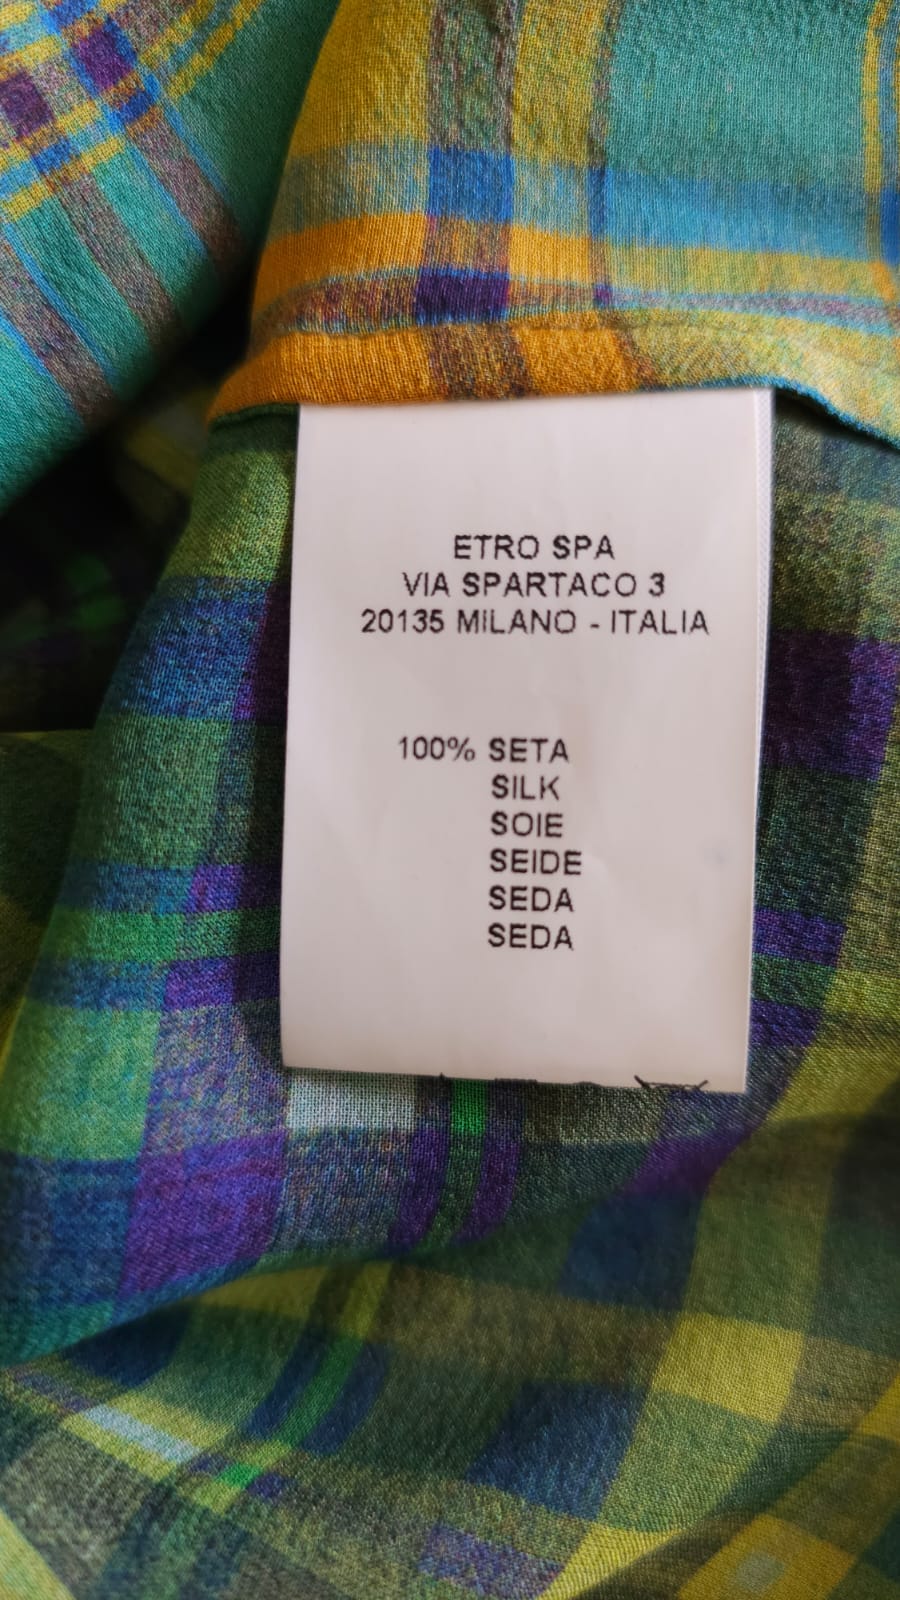 ETRO SPA
VIA SPARTACO 3
20135 MILANO - ITALIA
100% SETA
SILK
SOIE
SEIDE
SEDA
SEDA